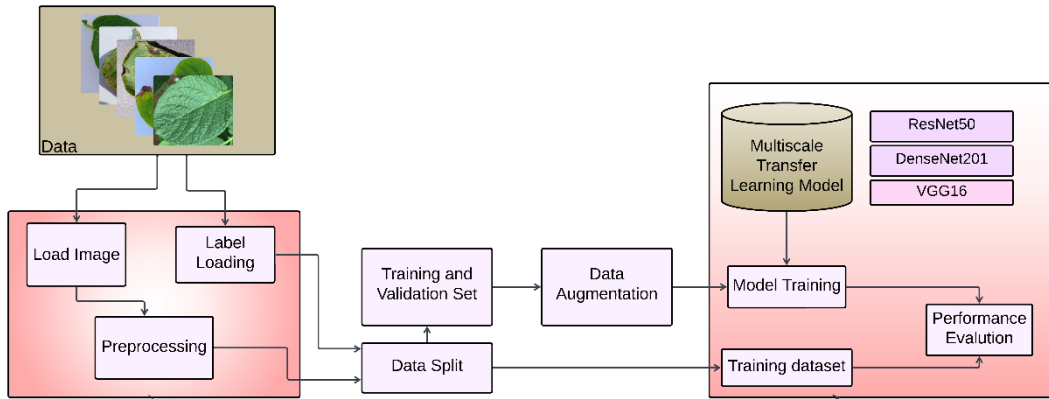 Data
Load Image
Label
Loading
Preprocessing
Training and
Validation Set
Data Split
Data
Augmentation
Multiscale
Transfer
Learning Model
ResNet50
DenseNet201
VGG16
Model Training
Training dataset
Performance
Evalution